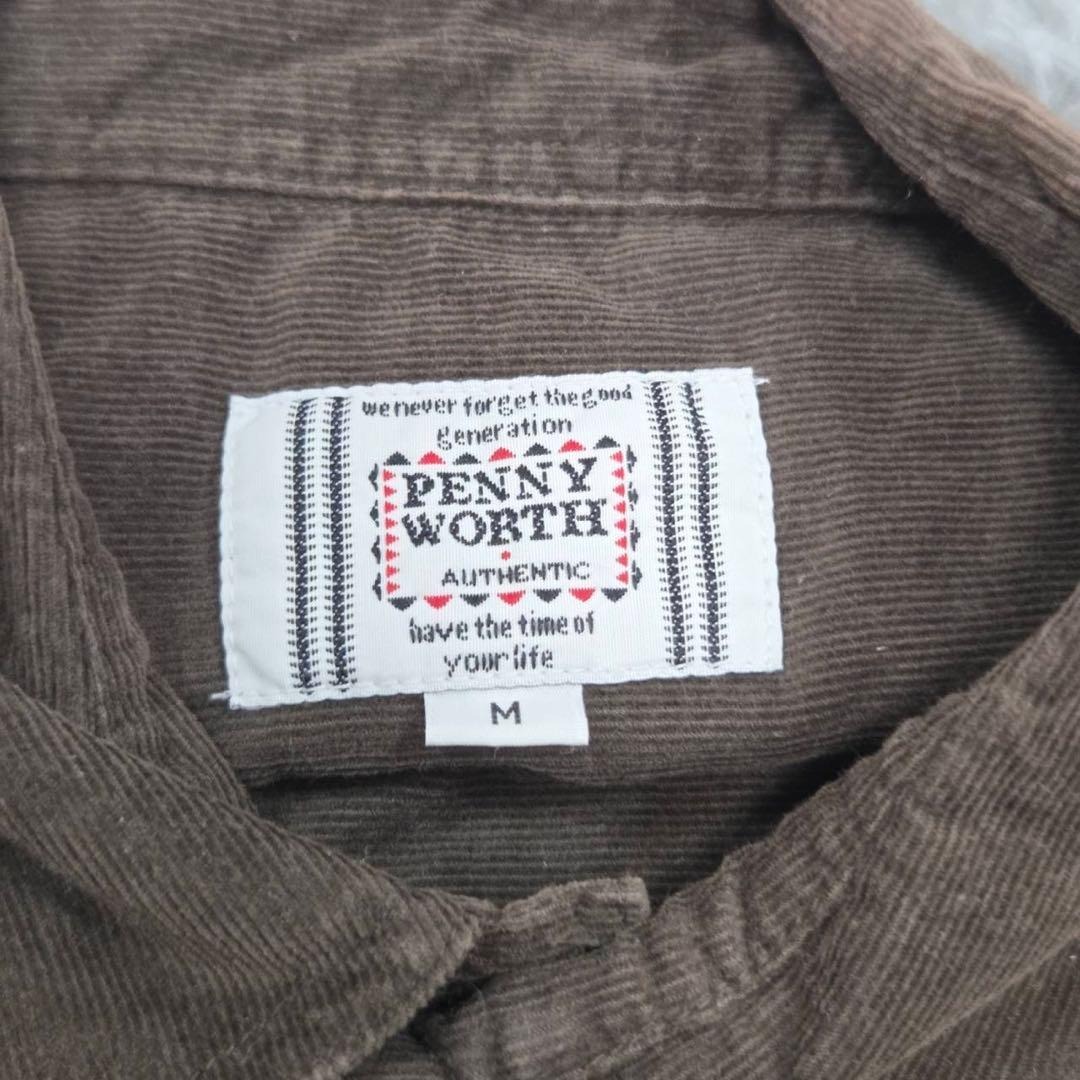 we never forget the good
generation
PENNY
WORTH
AUTHENTIC
have the time of
your life
M